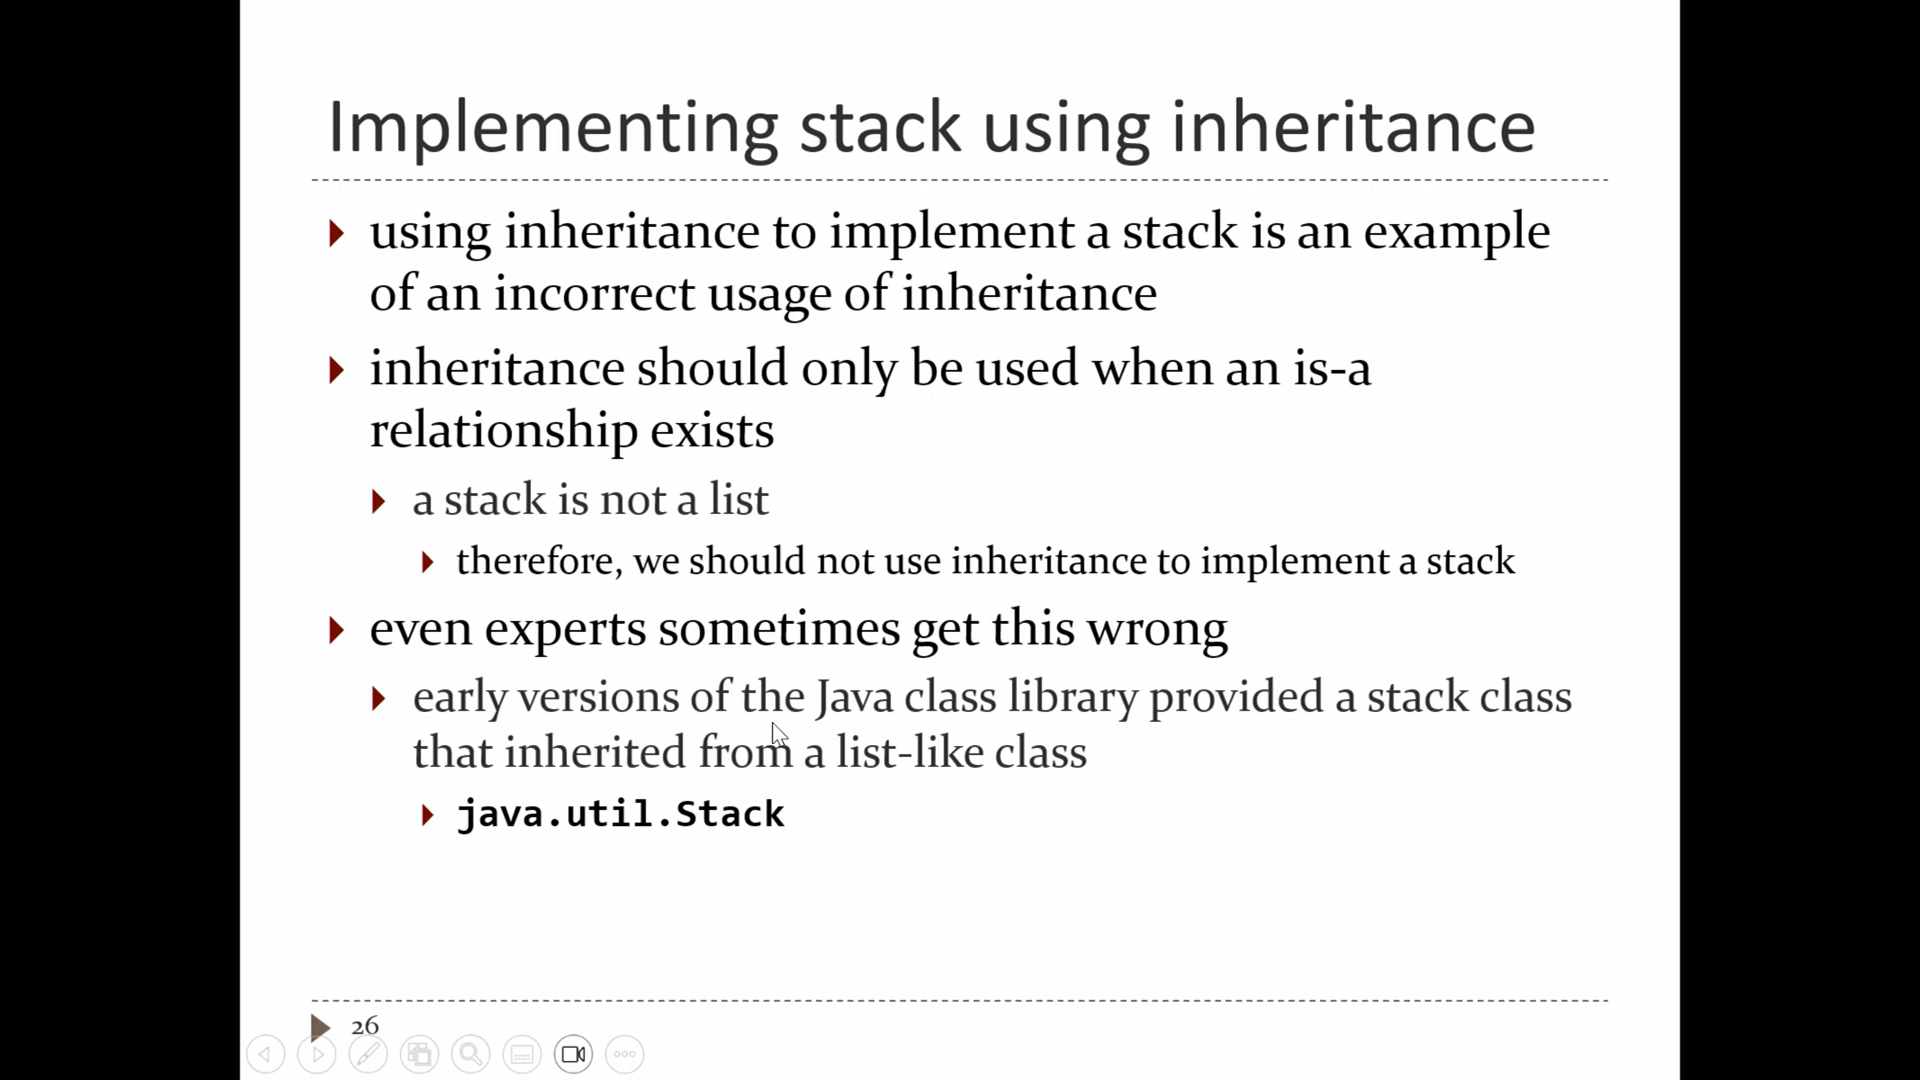 Implementing stack using inheritance
using inheritance to implement a stack is an example
of an incorrect usage of inheritance
inheritance should only be used when an is-a
relationship exists
a stack is not a list
therefore, we should not use inheritance to implement a stack
even experts sometimes get this wrong
early versions of the Java class library provided a stack class
that inherited from a list-like class
java.util.Stack
26